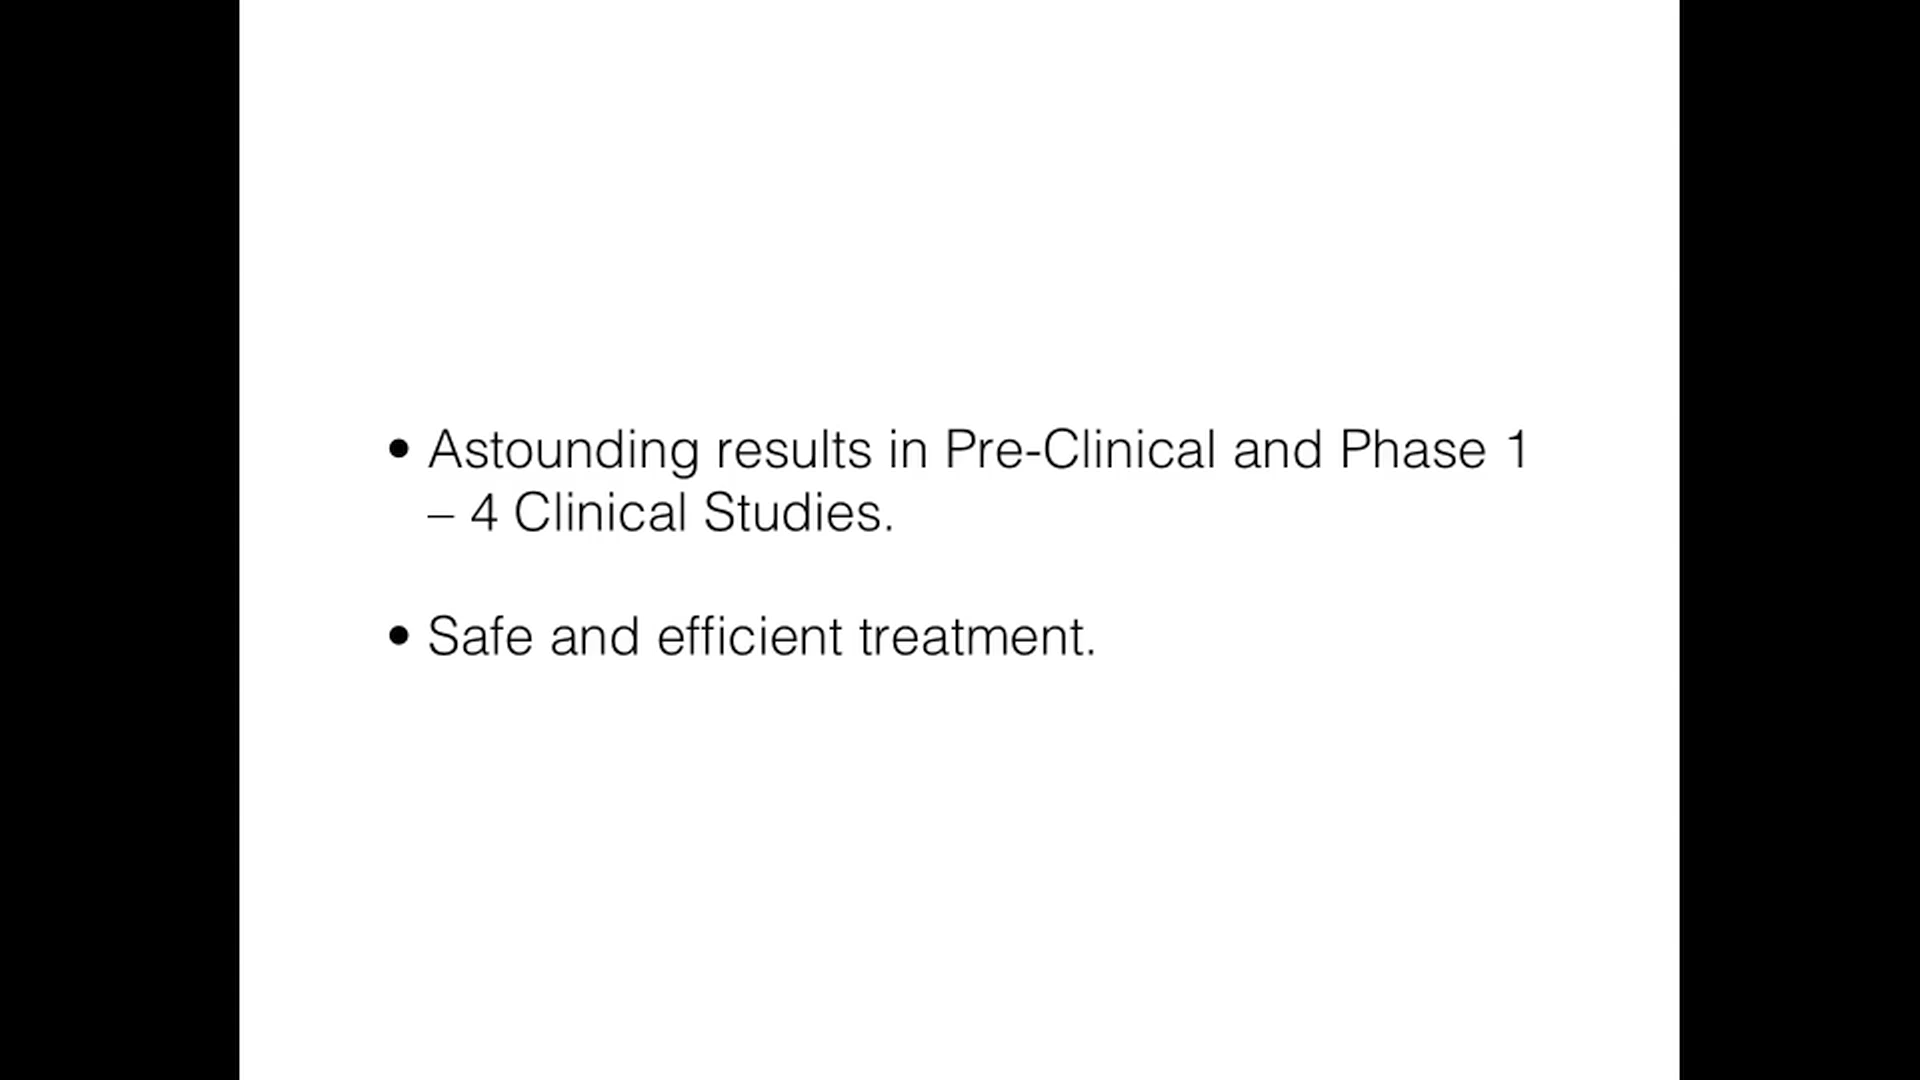 • Astounding results in Pre-Clinical and Phase 1
– 4 Clinical Studies.
• Safe and efficient treatment.